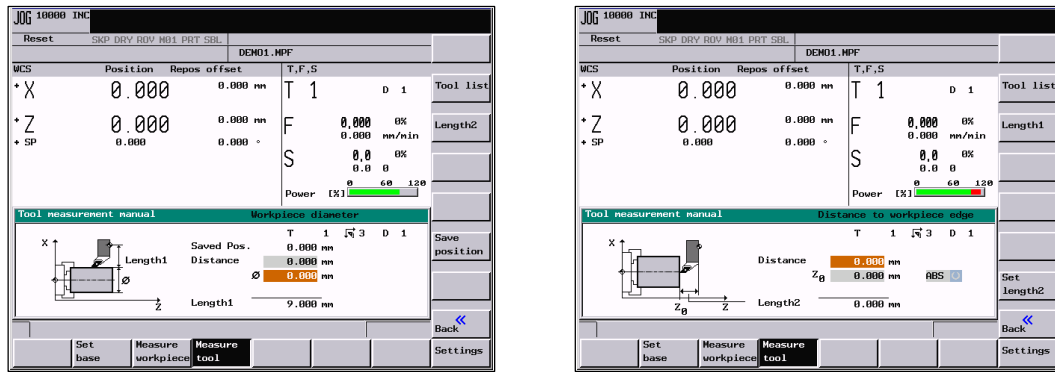 JOG 10000 INC
Reset SKP DRY ROV M01 PRT SBL
DEMO1.MPF
WCS Position Repos offset T,F,S
+ X 0.000 0.000 mm T 1 D 1 Tool list
+ Z 0.000 0.000 mm F 0,000 0% Length2
0.000 mm/min
+ SP 0.000 0.000 °
S 0,0 0%
0.0 0
0 60 120
Power [%]
Tool measurement manual Workpiece diameter
T 1 3 D 1
X Saved Pos. 0.000 mm Save position
Length1 Distance 0.000 mm
Ø Ø 0.000 mm
Z Length1 9.000 mm
« Back
Set base Measure workpiece Measure tool Settings
JOG 10000 INC
Reset SKP DRY ROV M01 PRT SBL
DEMO1.MPF
WCS Position Repos offset T,F,S
+ X 0.000 0.000 mm T 1 D 1 Tool list
+ Z 0.000 0.000 mm F 0,000 0% Length1
0.000 mm/min
+ SP 0.000 0.000 °
S 0,0 0%
0.0 0
0 60 120
Power [%]
Tool measurement manual Distance to workpiece edge
T 1 3 D 1
X Distance 0.000 mm
Z0 0.000 mm ABS Set length2
Z0 Z Length2 0.000 mm
« Back
Set base Measure workpiece Measure tool Settings